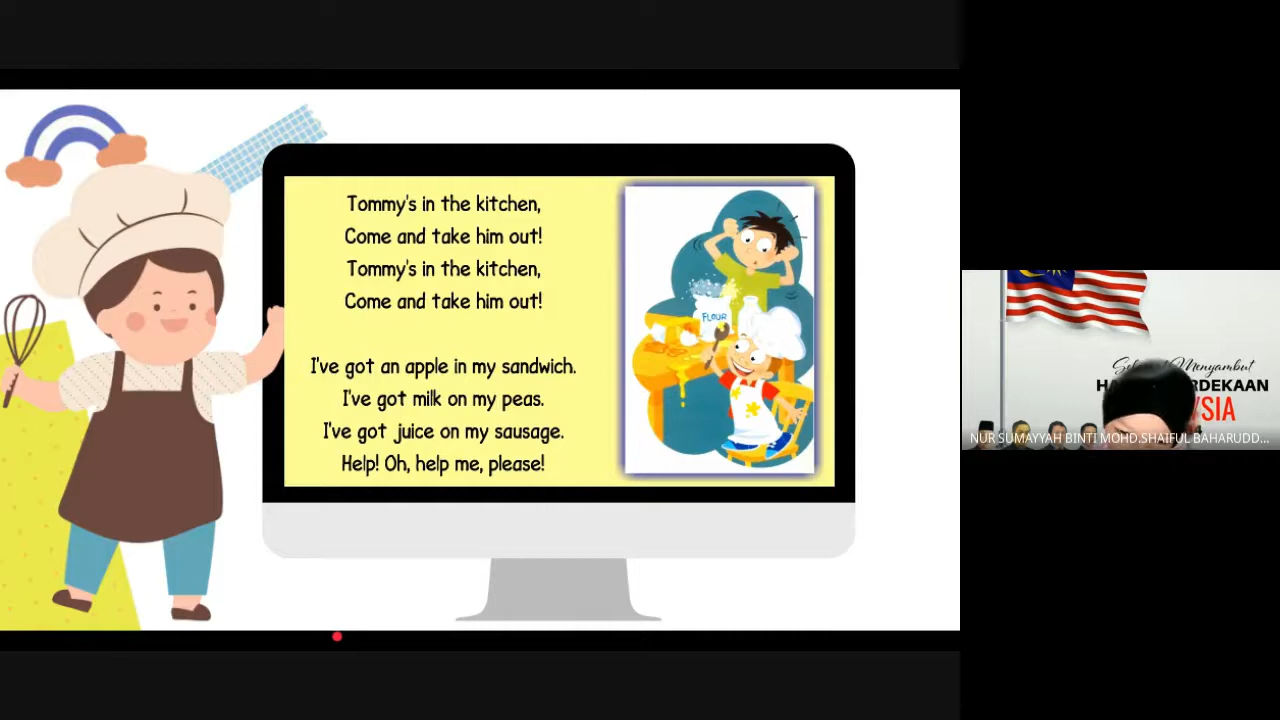 Tommy's in the kitchen,
Come and take him out!
Tommy's in the kitchen,
Come and take him out!
I've got an apple in my sandwich.
I've got milk on my peas.
I've got juice on my sausage.
Help! Oh, help me, please!
FLOUR
Menyambut
NUR SUMAYYAH BINTI MOHD.SHAIFUL BAHARUDD...